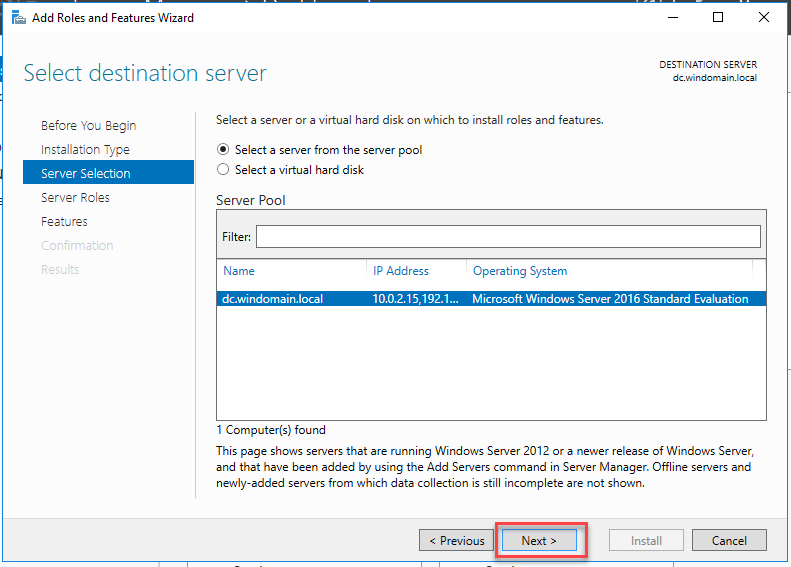 Add Roles and Features Wizard
Select destination server
DESTINATION SERVER
dc.windomain.local
Before You Begin
Installation Type
Server Selection
Server Roles
Features
Confirmation
Results
Select a server or a virtual hard disk on which to install roles and features.
Select a server from the server pool
Select a virtual hard disk
Server Pool
Filter:
Name IP Address Operating System
dc.windomain.local 10.0.2.15,192.1... Microsoft Windows Server 2016 Standard Evaluation
1 Computer(s) found
This page shows servers that are running Windows Server 2012 or a newer release of Windows Server,
and that have been added by using the Add Servers command in Server Manager. Offline servers and
newly-added servers from which data collection is still incomplete are not shown.
< Previous Next > Install Cancel